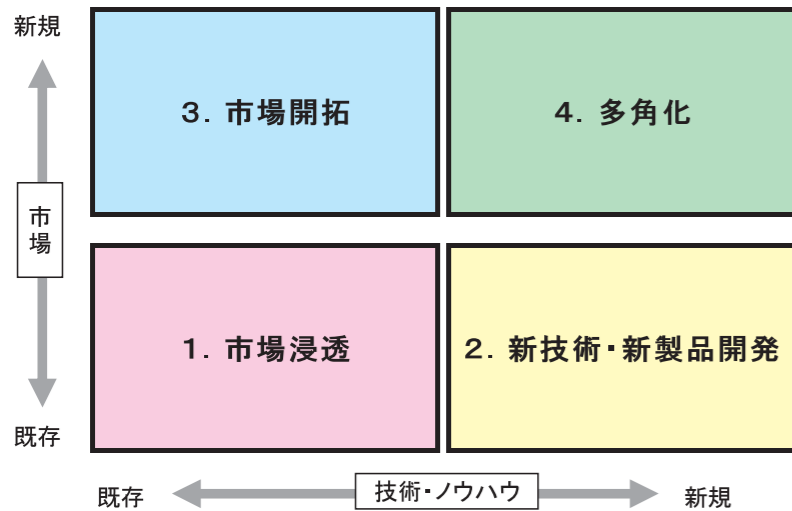 新規
3. 市場開拓
4. 多角化
市場
1. 市場浸透
2. 新技術・新製品開発
既存
既存
技術・ノウハウ
新規